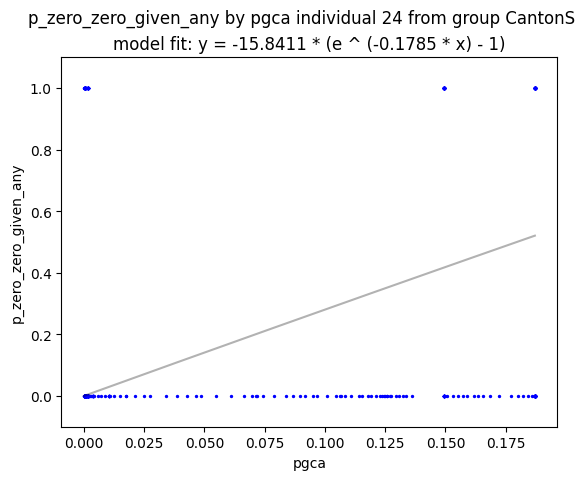 p_zero_zero_given_any by pgca individual 24 from group CantonS
model fit: y = -15.8411 * (e ^ (-0.1785 * x) - 1)
p_zero_zero_given_any
1.0
0.8
0.6
0.4
0.2
0.0
0.000 0.025 0.050 0.075 0.100 0.125 0.150 0.175
pgca